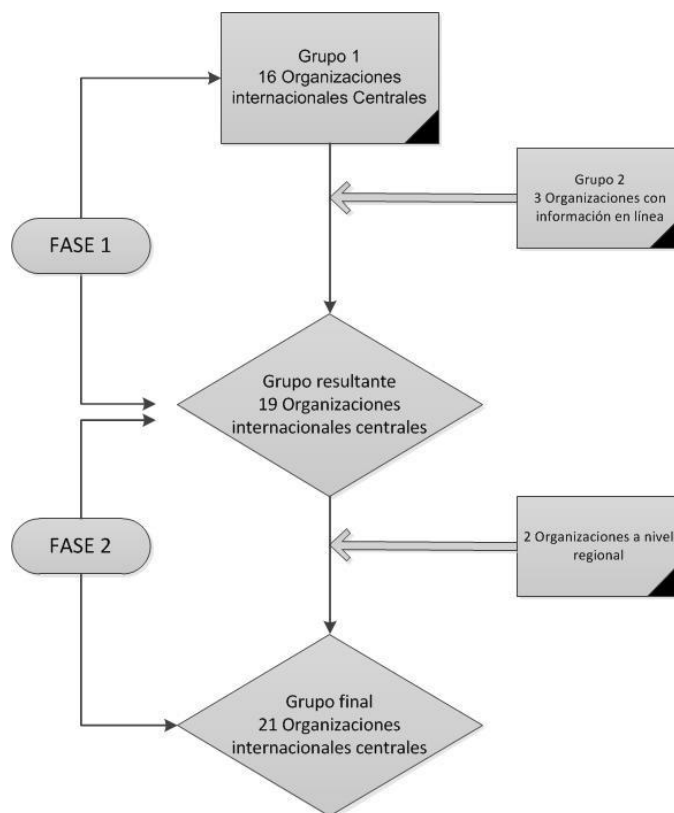 Grupo 1
16 Organizaciones
internacionales Centrales
Grupo 2
3 Organizaciones con
información en línea
FASE 1
Grupo resultante
19 Organizaciones
internacionales centrales
FASE 2
2 Organizaciones a nivel
regional
Grupo final
21 Organizaciones
internacionales centrales